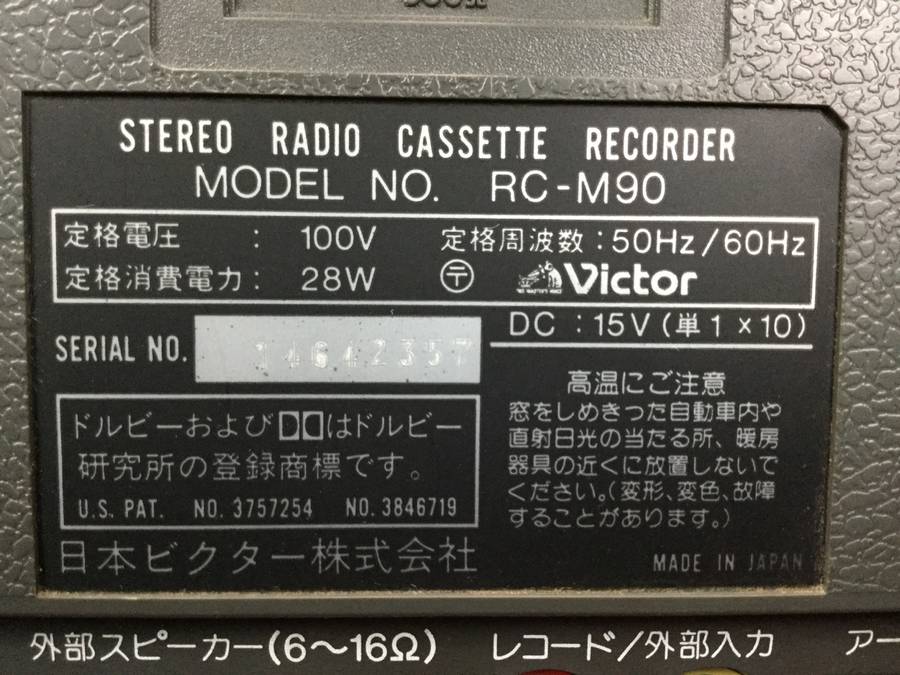 STEREO RADIO CASSETTE RECORDER
MODEL NO. RC-M90
定格電圧 : 100V 定格周波数 : 50Hz/60Hz
定格消費電力 : 28W 〒 Victor
DC : 15V (単1×10)
SERIAL NO. 14642357
ドルビーおよびDDはドルビー
研究所の登録商標です。
U.S. PAT. NO. 3757254 NO. 3846719
日本ビクター株式会社
高温にご注意
窓をしめきった自動車内や
直射日光の当たる所、暖房
器具の近くに放置しないで
ください。(変形、変色、故障
することがあります。)
MADE IN JAPAN
外部スピーカー(6〜16Ω) レコード/外部入力 アー